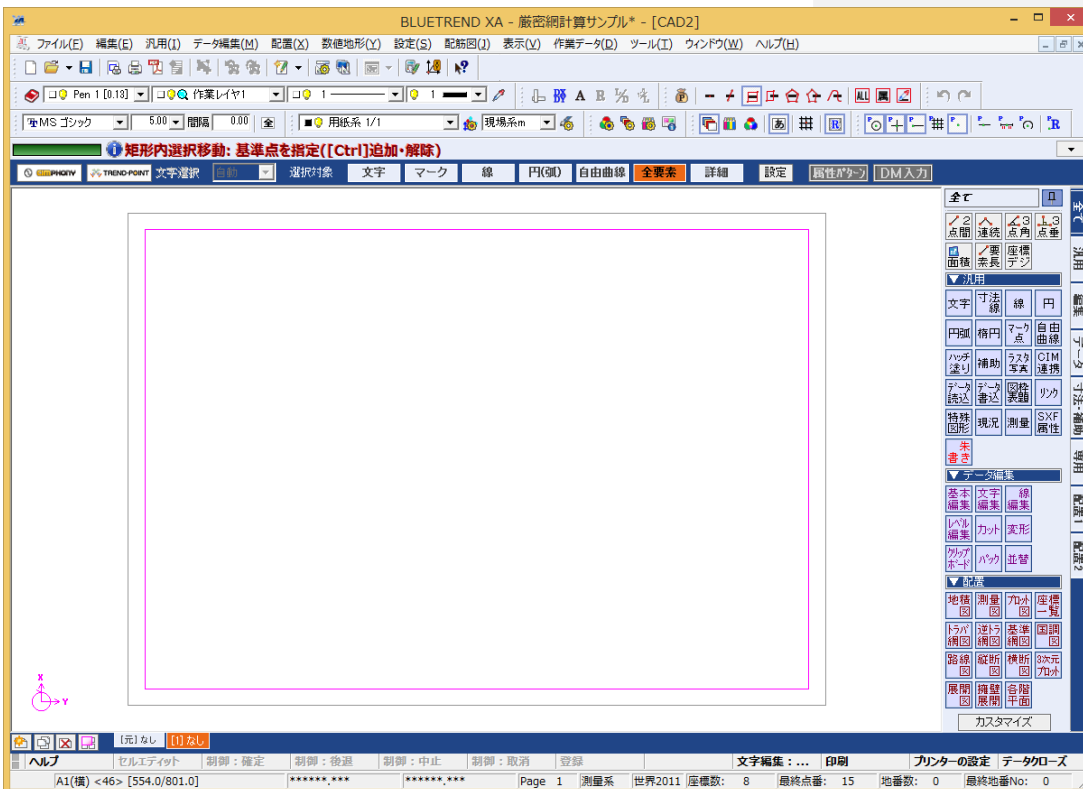 BLUETREND XA - 厳密網計算サンプル* - [CAD2]
ファイル(F) 編集(E) 汎用(I) データ編集(M) 配置(X) 数値地形(Y) 設定(S) 配筋図(J) 表示(V) 作業データ(D) ツール(T) ウィンドウ(W) ヘルプ(H)
Pen 1 [0.13] 作業レイヤ1 1 1 A B ALL
MS ゴシック 5.00 間隔 0.00 全 用紙系 1/1 現場系m あ R
矩形内選択移動: 基準点を指定([Ctrl]追加・解除)
TREND-POINT 文字選択 自動 選択対象 文字 マーク 線 円(弧) 自由曲線 全要素 詳細 設定 属性パターン DM入力
全て
2点間 連続 3点角 3点垂
面積 要素長 座標デジ
▼汎用
文字 寸法線 線 円
円弧 楕円 マーク点 自由曲線
ハッチ塗り 補助 ラスタ写真 CIM連携
データ読込 データ書込 図枠表題 リンク
特殊図形 現況 測量 SXF属性
朱書き
▼データ編集
基本編集 文字編集 線編集
レベル編集 カット 変形
クリップボード パック 並替
▼配置
地積図 測量図 プロット図 座標一覧
トラバ網図 逆トラ網図 基準網図 国調図
路線図 縦断図 横断図 3次元プロット
展開図 擁壁展開 各階平面
カスタマイズ
全て
汎用
編集
データ
寸法・補助
専用
配置1
配置2
X
Y
[元]なし [1]なし
ヘルプ セルエディット 制御:確定 制御:後退 制御:中止 制御:取消 登録 文字編集:... 印刷 プリンターの設定 データクローズ
A1(横) <46> [554.0/801.0] ******.*** ******.*** Page 1 測量系 世界2011 座標数: 8 最終点番: 15 地番数: 0 最終地番No: 0